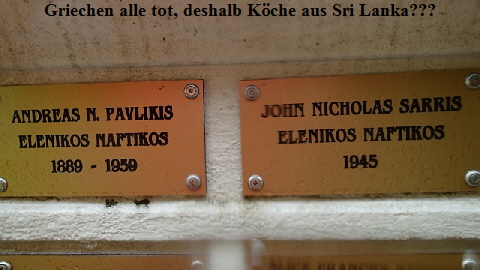 Griechen alle tot, deshalb Köche aus Sri Lanka???
ANDREAS N. PAVLIKIS
ELENIKOS NAFTIKOS
1889 - 1959
JOHN NICHOLAS SARRIS
ELENIKOS NAFTIKOS
1945